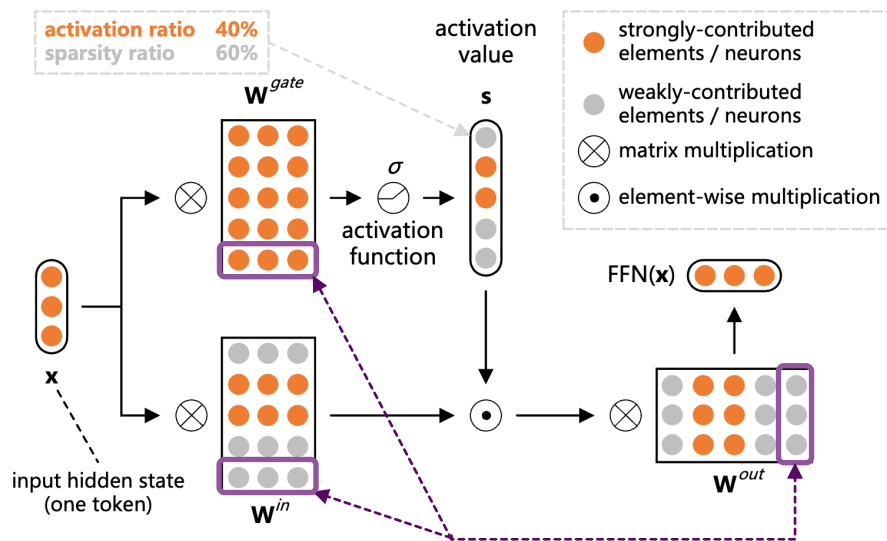 activation ratio 40%
sparsity ratio 60%
activation
value
s
strongly-contributed
elements / neurons
weakly-contributed
elements / neurons
matrix multiplication
element-wise multiplication
W^gate
σ
activation
function
x
FFN(x)
input hidden state
(one token)
W^in
W^out